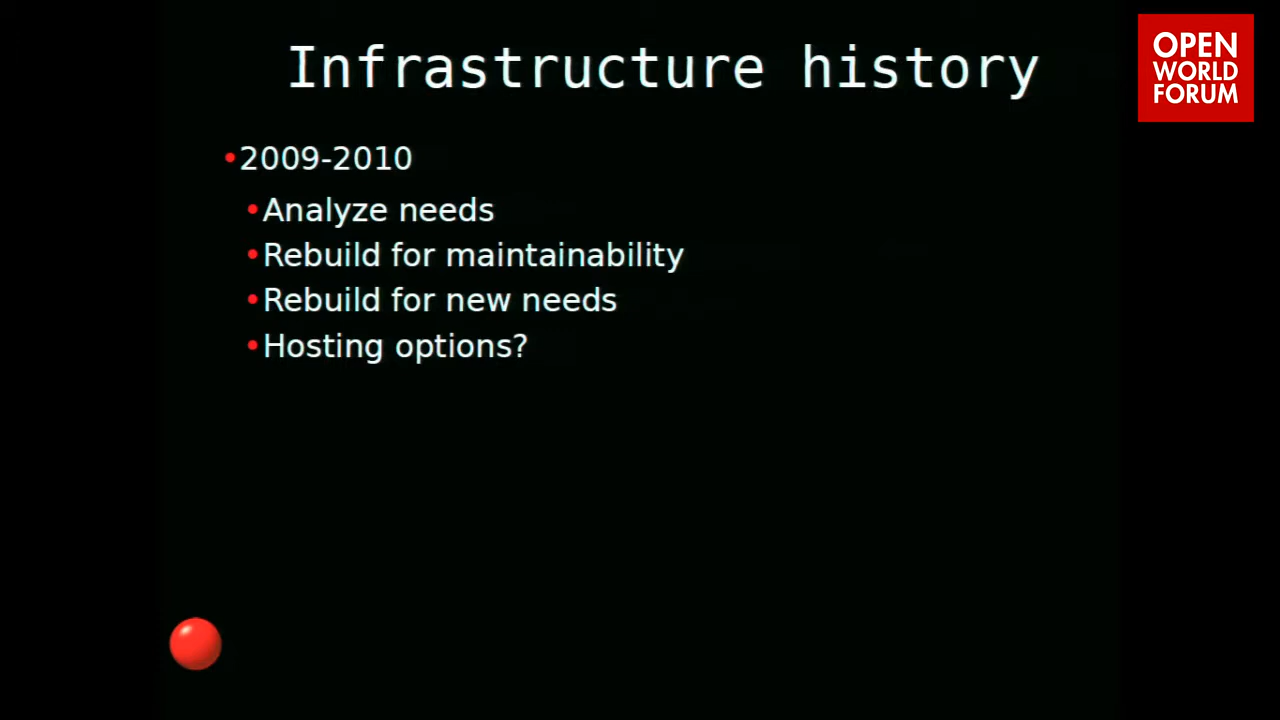 Infrastructure history
OPEN
WORLD
FORUM
•2009-2010
•Analyze needs
•Rebuild for maintainability
•Rebuild for new needs
•Hosting options?